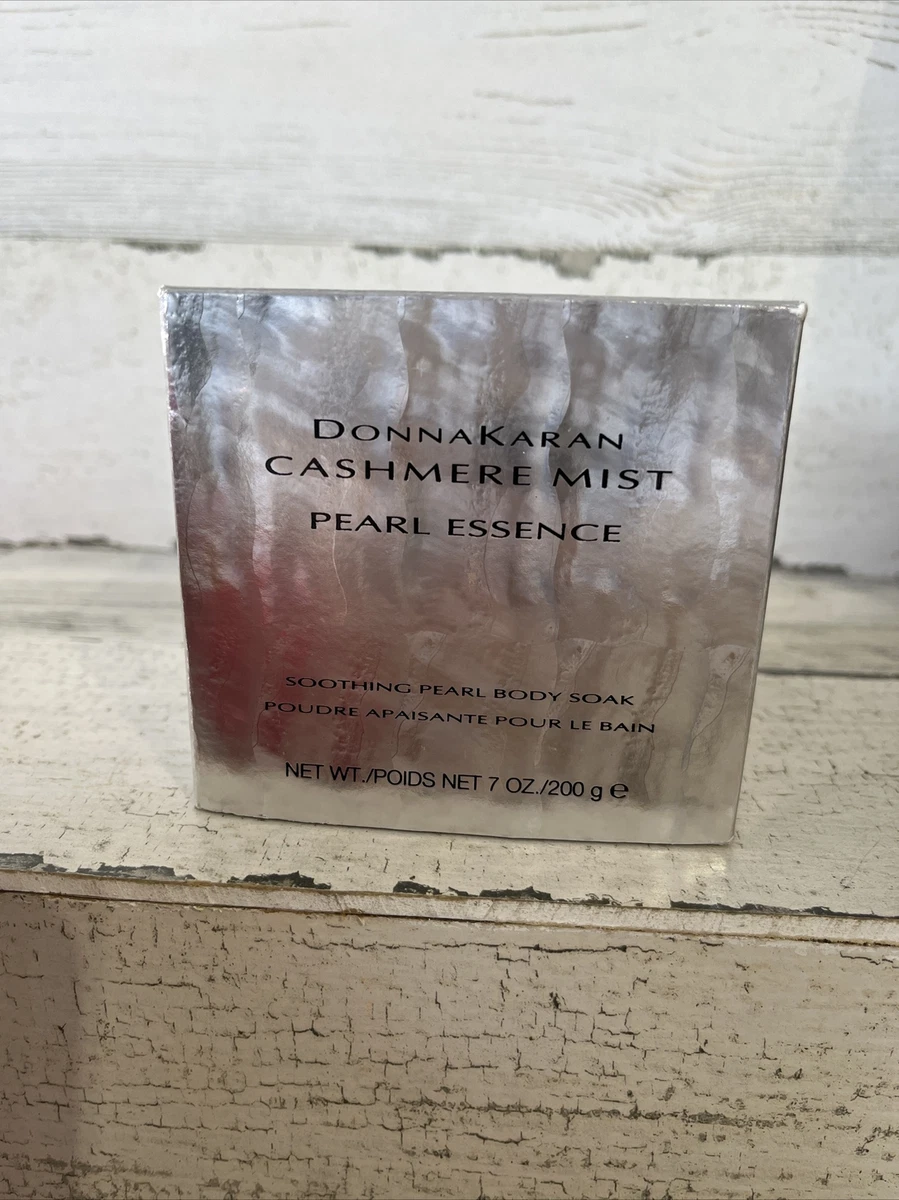 DONNAKARAN
CASHMERE MIST
PEARL ESSENCE
SOOTHING PEARL BODY SOAK
POUDRE APAISANTE POUR LE BAIN
NET WT./POIDS NET 7 OZ./200 g e